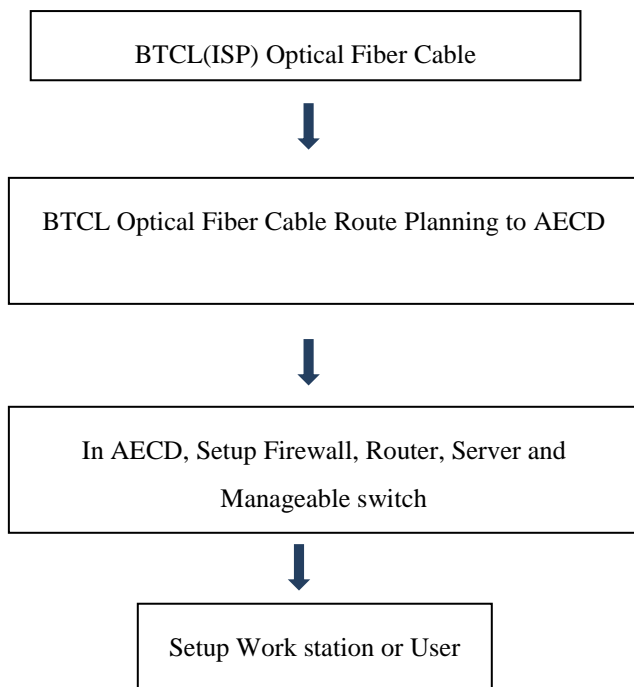 BTCL(ISP) Optical Fiber Cable
BTCL Optical Fiber Cable Route Planning to AECD
In AECD, Setup Firewall, Router, Server and
Manageable switch
Setup Work station or User